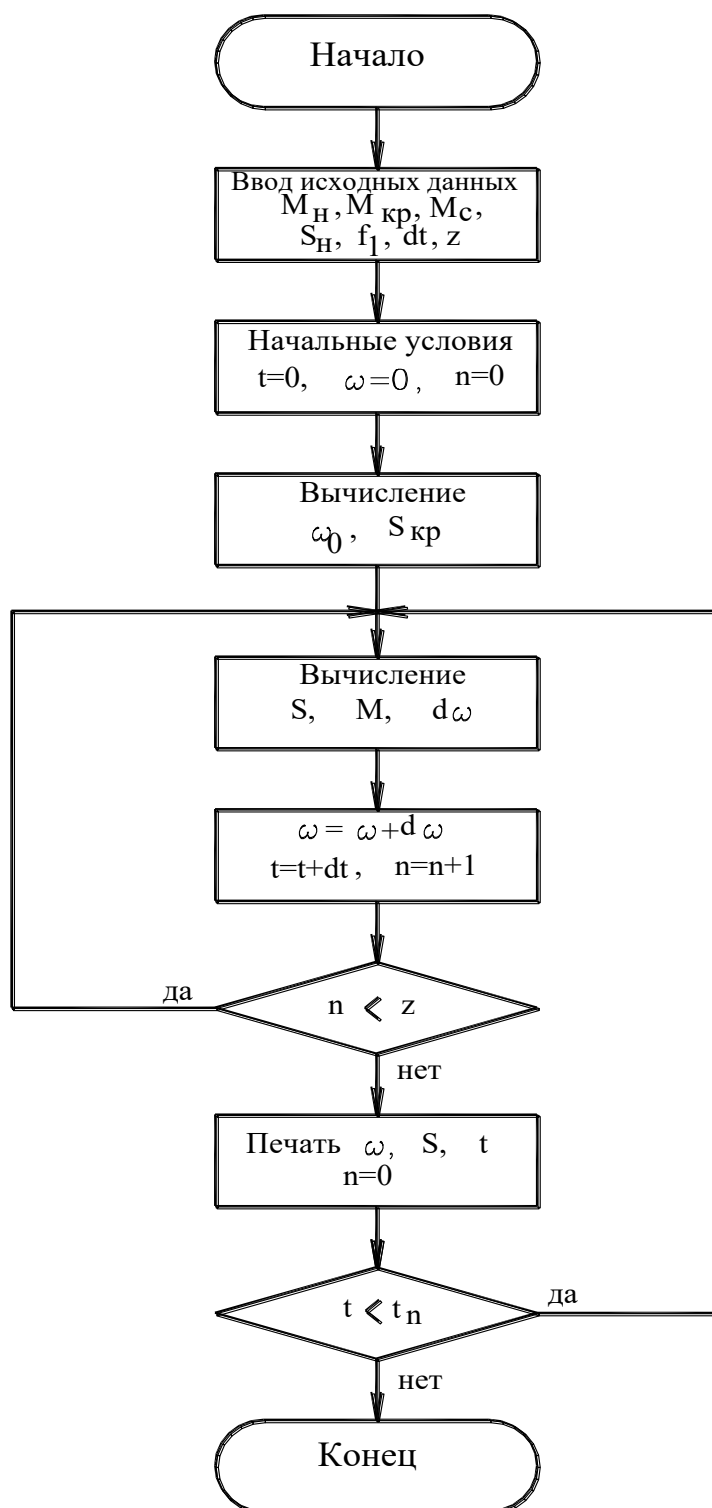 Начало
Ввод исходных данных
Mн, Mкр, Mс,
Sн, f1, dt, z
Начальные условия
t=0, ω=0, n=0
Вычисление
ω0, Sкр
Вычисление
S, M, dω
ω= ω+dω
t=t+dt, n=n+1
да
n < z
нет
Печать ω, S, t
n=0
да
t < tn
нет
Конец